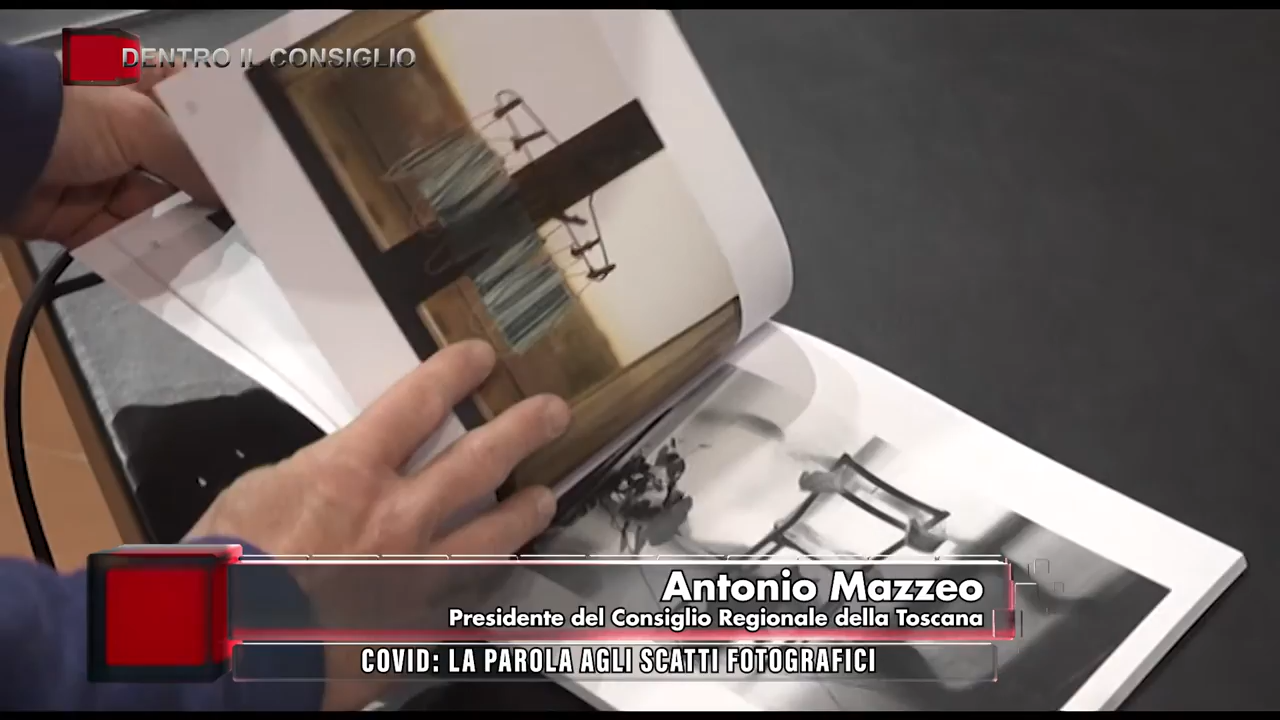 DENTRO IL CONSIGLIO
Antonio Mazzeo
Presidente del Consiglio Regionale della Toscana
COVID: LA PAROLA AGLI SCATTI FOTOGRAFICI